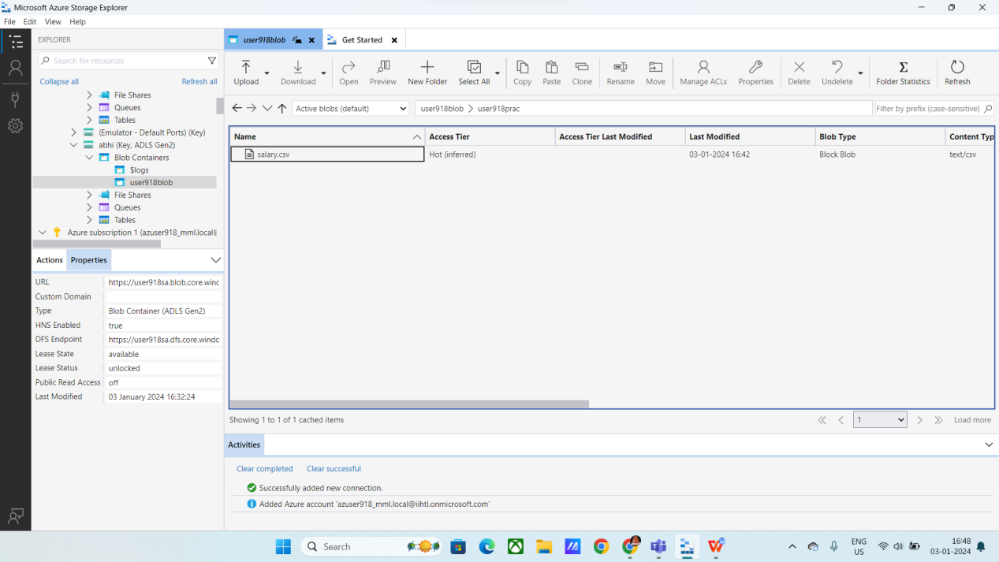 Microsoft Azure Storage Explorer
File Edit View Help
EXPLORER
Search for resources
Collapse all Refresh all
File Shares
Queues
Tables
(Emulator - Default Ports) (Key)
abhi (Key, ADLS Gen2)
Blob Containers
$logs
user918blob
File Shares
Queues
Tables
Azure subscription 1 (azuser918_mml.local@
Actions Properties
URL https://user918sa.blob.core.winc
Custom Domain
Type Blob Container (ADLS Gen2)
HNS Enabled true
DFS Endpoint https://user918sa.dfs.core.windo
Lease State available
Lease Status unlocked
Public Read Access off
Last Modified 03 January 2024 16:32:24
user918blob Get Started
Upload Download Open Preview New Folder Select All Copy Paste Clone Rename Move Manage ACLs Properties Delete Undelete Folder Statistics Refresh
Active blobs (default) user918blob user918prac Filter by prefix (case-sensitive)
Name Access Tier Access Tier Last Modified Last Modified Blob Type Content Typ
salary.csv Hot (inferred) 03-01-2024 16:42 Block Blob text/csv
Showing 1 to 1 of 1 cached items 1 Load more
Activities
Clear completed Clear successful
Successfully added new connection.
Added Azure account 'azuser918_mml.local@iihtl.onmicrosoft.com'
Search ENG US 16:48 03-01-2024